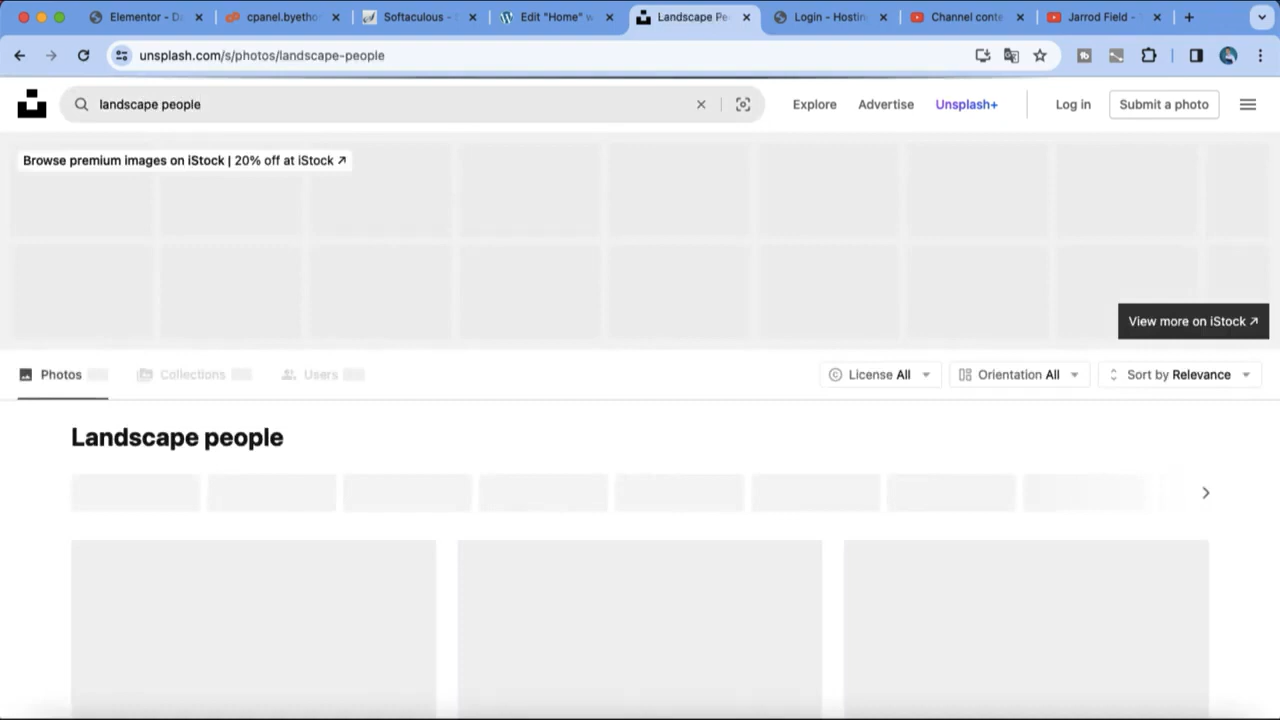 Elementor - Da
cpanel.byetho
Softaculous -
Edit "Home" w
Landscape Pe
Login - Hostin
Channel conte
Jarrod Field -
unsplash.com/s/photos/landscape-people
landscape people
Explore
Advertise
Unsplash+
Log in
Submit a photo
Browse premium images on iStock | 20% off at iStock ↗
View more on iStock ↗
Photos
Collections
Users
License All
Orientation All
Sort by Relevance
Landscape people